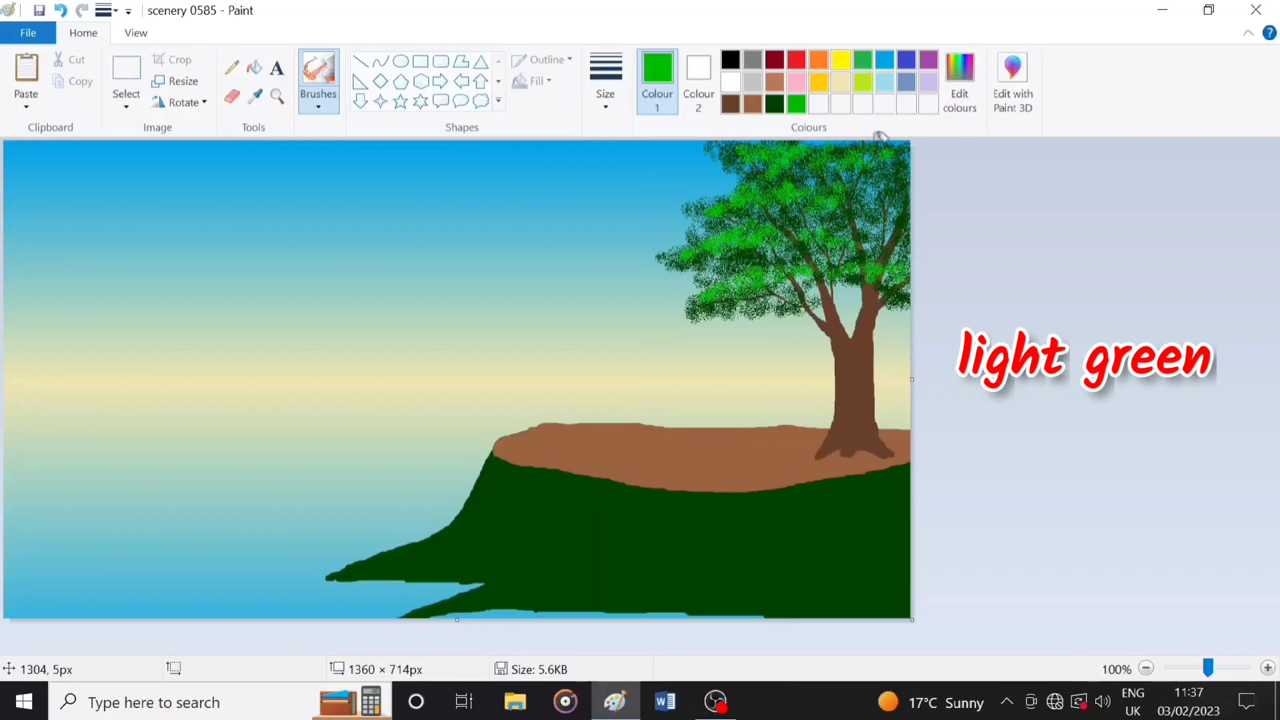 scenery 0585 - Paint
File
Home
View
Paste
Cut
Copy
Clipboard
Select
Crop
Resize
Rotate
Image
A
Tools
Brushes
Outline
Fill
Shapes
Size
Colour
1
Colour
2
Colours
Edit
colours
Edit with
Paint 3D
light green
1304, 5px
1360 × 714px
Size: 5.6KB
100%
Type here to search
17°C Sunny
ENG
UK
11:37
03/02/2023